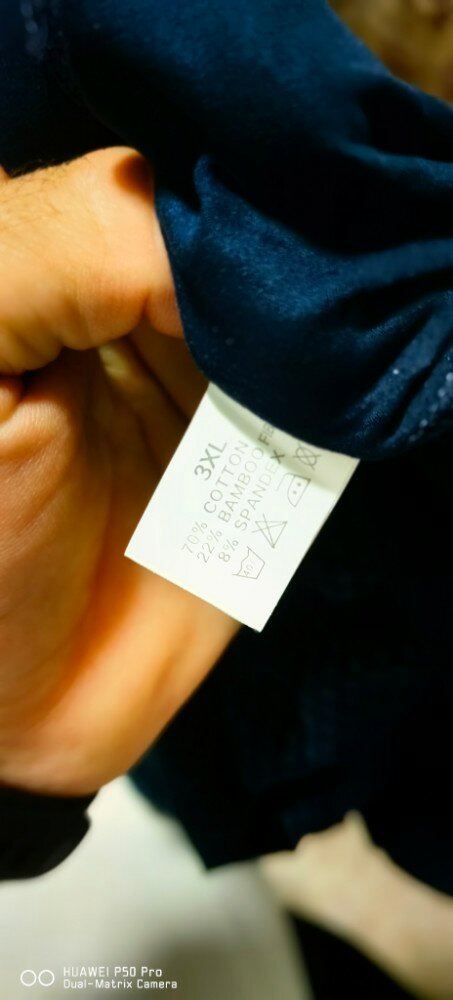 3XL
70% COTTON
22% BAMBOO
8% SPANDEX
40
HUAWEI P50 Pro
Dual-Matrix Camera